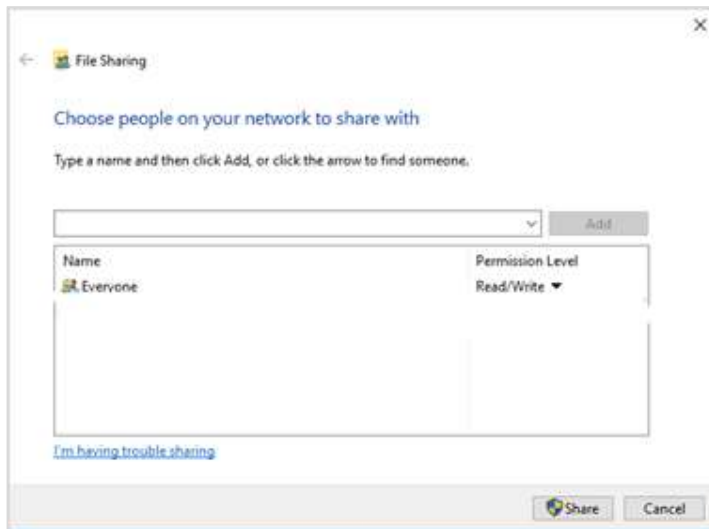 File Sharing
Choose people on your network to share with
Type a name and then click Add, or click the arrow to find someone.
Add
Name Permission Level
Everyone Read/Write
I'm having trouble sharing
Share Cancel